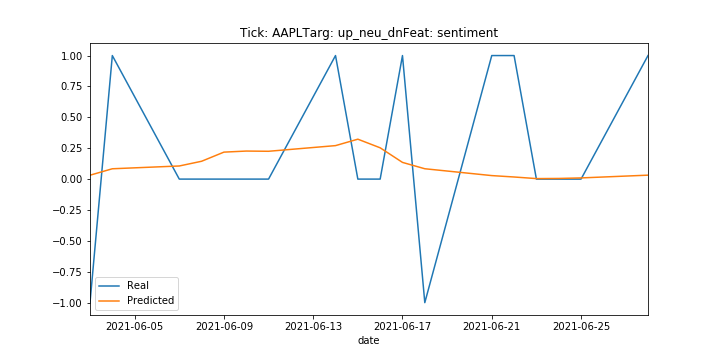 Tick: AAPLTarg: up_neu_dnFeat: sentiment
1.00
0.75
0.50
0.25
0.00
−0.25
−0.50
−0.75
−1.00
Real
Predicted
2021-06-05 2021-06-09 2021-06-13 2021-06-17 2021-06-21 2021-06-25
date